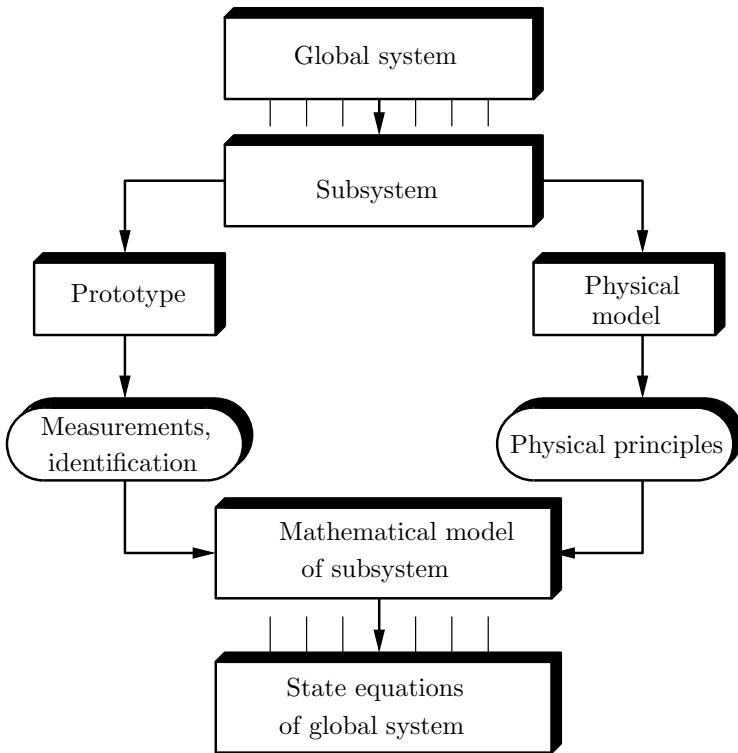 Global system
Subsystem
Prototype
Physical
model
Measurements,
identification
Physical principles
Mathematical model
of subsystem
State equations
of global system